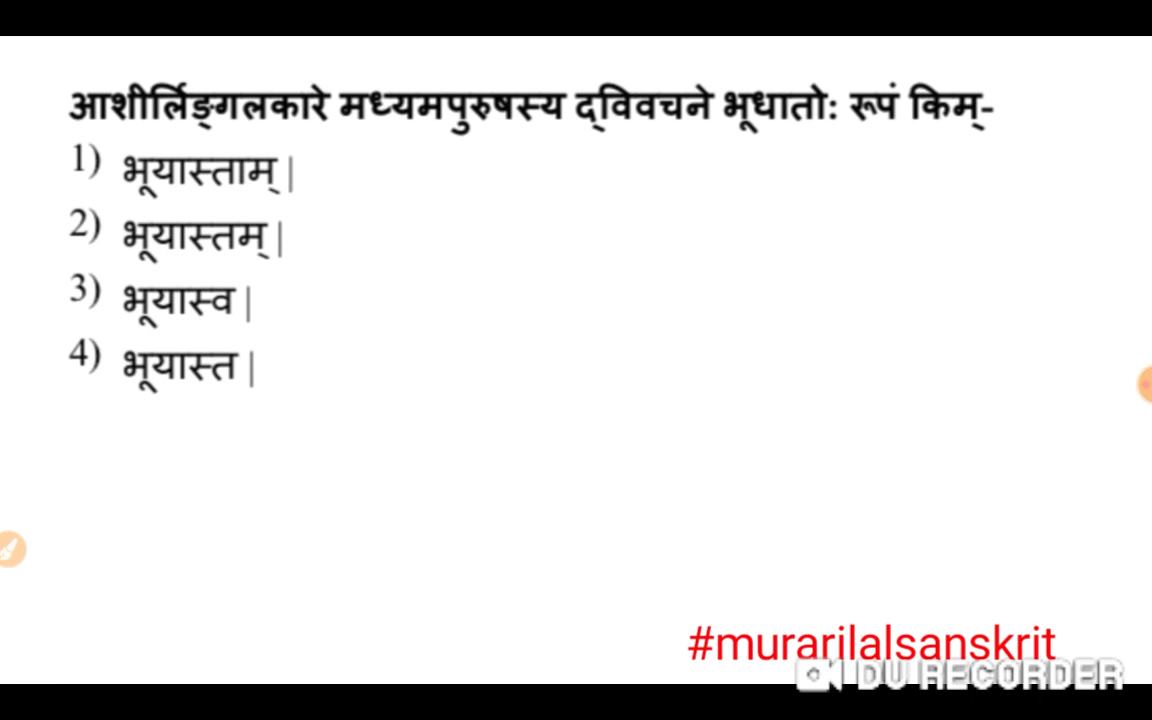 आशीर्लिङ्गलकारे मध्यमपुरुषस्य द्विवचने भूधातोः रूपं किम्-
1) भूयास्ताम् |
2) भूयास्तम् |
3) भूयास्व |
4) भूयास्त |
#murarilalsanskrit
DU RECORDER